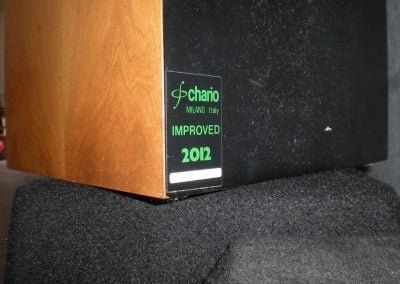 chario
MILANO Italy
IMPROVED
2012